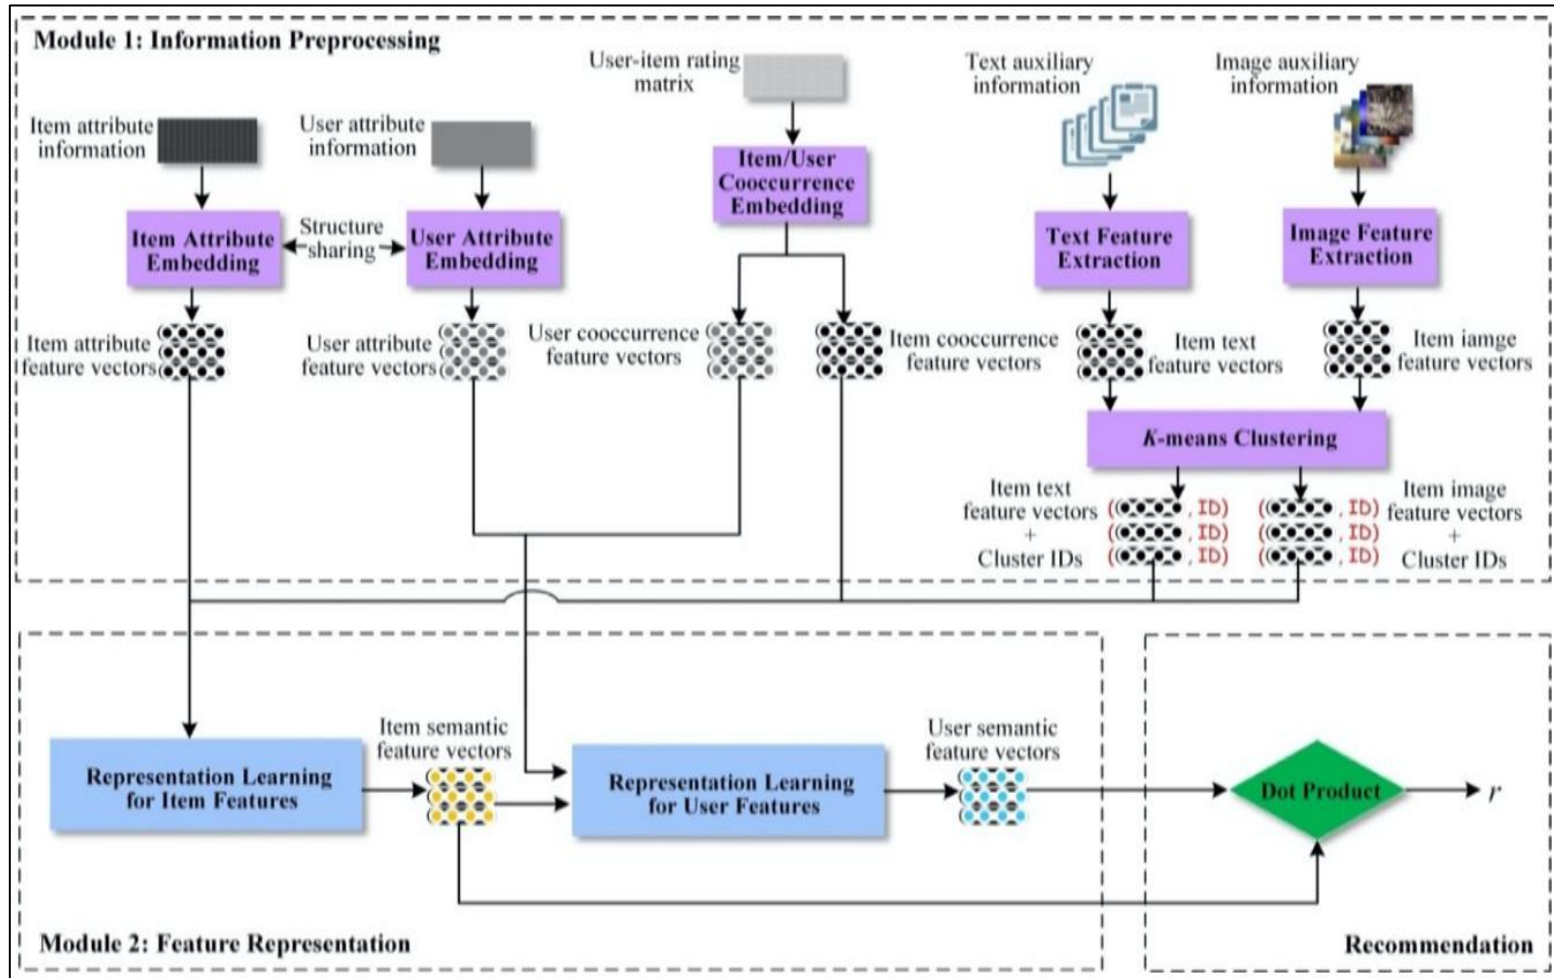 Module 1: Information Preprocessing
Item attribute
information
User attribute
information
User-item rating
matrix
Text auxiliary
information
Image auxiliary
information
Item Attribute
Embedding
Structure
sharing
User Attribute
Embedding
Item/User
Cooccurrence
Embedding
Text Feature
Extraction
Image Feature
Extraction
Item attribute
feature vectors
User attribute
feature vectors
User cooccurrence
feature vectors
Item cooccurrence
feature vectors
Item text
feature vectors
Item iamge
feature vectors
K-means Clustering
Item text
feature vectors
+
Cluster IDs
( , ID)
( , ID)
( , ID)
( , ID)
( , ID)
( , ID)
Item image
feature vectors
+
Cluster IDs
Representation Learning
for Item Features
Item semantic
feature vectors
Representation Learning
for User Features
User semantic
feature vectors
Dot Product
r
Module 2: Feature Representation
Recommendation